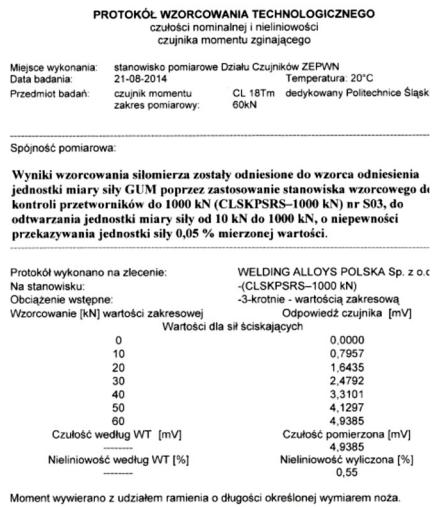 PROTOKÓŁ WZORCOWANIA TECHNOLOGICZNEGO
czułości nominalnej i nieliniowości
czujnika momentu zginającego
Miejsce wykonania: stanowisko pomiarowe Działu Czujników ZEPWN
Data badania: 21-08-2014 Temperatura: 20°C
Przedmiot badań: czujnik momentu CL 18Tm dedykowany Politechnice Śląsk
zakres pomiarowy: 60kN
Spójność pomiarowa:
Wyniki wzorcowania siłomierza zostały odniesione do wzorca odniesienia
jednostki miary siły GUM poprzez zastosowanie stanowiska wzorcowego d
kontroli przetworników do 1000 kN (CLSKPSRS–1000 kN) nr S03, do
odtwarzania jednostki miary siły od 10 kN do 1000 kN, o niepewności
przekazywania jednostki siły 0,05 % mierzonej wartości.
Protokół wykonano na zlecenie: WELDING ALLOYS POLSKA Sp. z o.o
Na stanowisku: -(CLSKPSRS–1000 kN)
Obciążenie wstępne: -3-krotnie - wartością zakresową
Wzorcowanie [kN] wartości zakresowej Odpowiedź czujnika [mV]
Wartości dla sił ściskających
0 0,0000
10 0,7957
20 1,6435
30 2,4792
40 3,3101
50 4,1297
60 4,9385
Czułość według WT [mV] Czułość pomierzona [mV]
-------- 4,9385
Nieliniowość według WT [%] Nieliniowość wyliczona [%]
-------- 0,55
Moment wywierano z udziałem ramienia o długości określonej wymiarem noża.